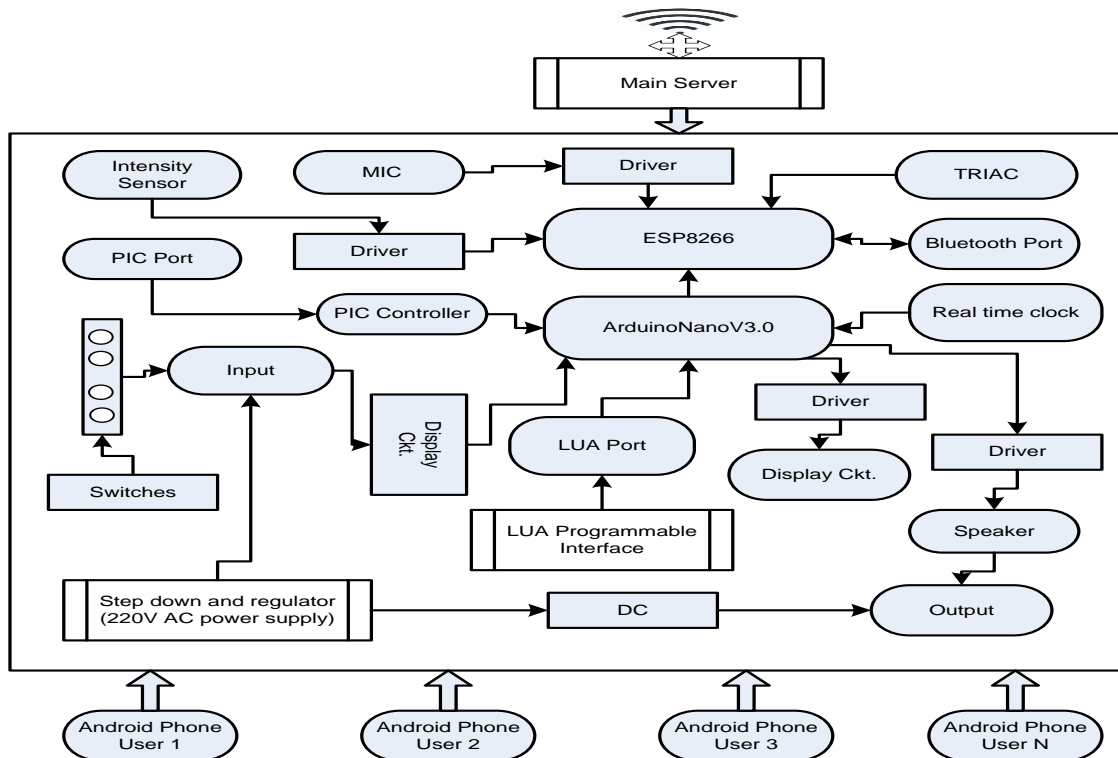 Main Server
Intensity
Sensor
MIC
Driver
TRIAC
ESP8266
Driver
Bluetooth Port
PIC Port
PIC Controller
ArduinoNanoV3.0
Real time clock
Input
Display
Ckt.
Driver
LUA Port
Driver
Display Ckt.
Switches
LUA Programmable
Interface
Speaker
Step down and regulator
(220V AC power supply)
DC
Output
Android Phone
User 1
Android Phone
User 2
Android Phone
User 3
Android Phone
User N